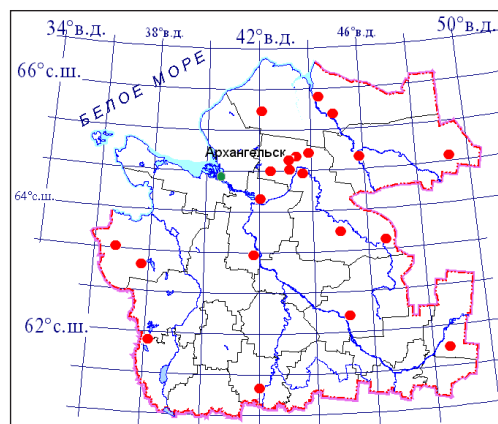 34°в.д.
38°в.д.
42°в.д.
46°в.д.
50°в.д.
66°с.ш.
БЕЛОЕ МОРЕ
Архангельск
64°с.ш.
62°с.ш.